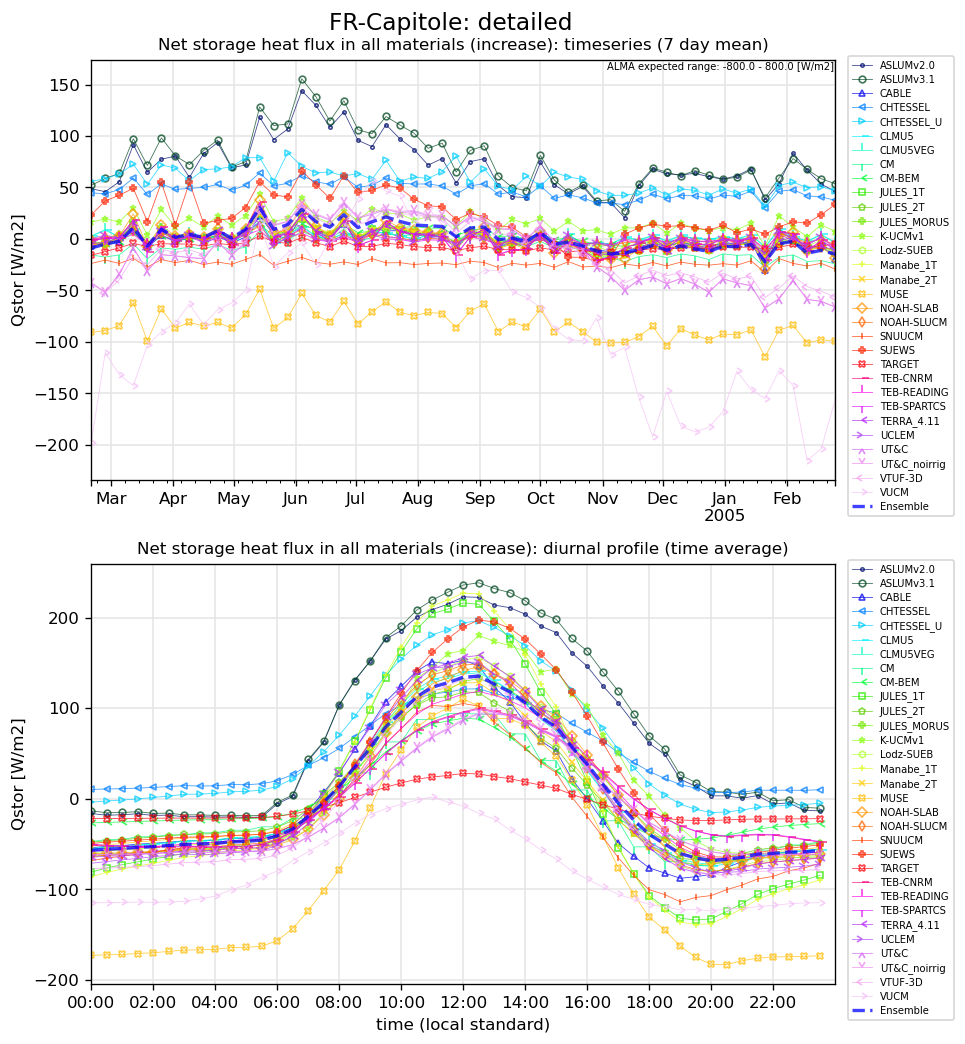 FR-Capitole: detailed
Net storage heat flux in all materials (increase): timeseries (7 day mean)
ALMA expected range: -800.0 - 800.0 [W/m2]
Qstor [W/m2]
150
100
50
0
−50
−100
−150
−200
Mar Apr May Jun Jul Aug Sep Oct Nov Dec Jan Feb
2005
ASLUMv2.0
ASLUMv3.1
CABLE
CHTESSEL
CHTESSEL_U
CLMU5
CLMU5VEG
CM
CM-BEM
JULES_1T
JULES_2T
JULES_MORUS
K-UCMv1
Lodz-SUEB
Manabe_1T
Manabe_2T
MUSE
NOAH-SLAB
NOAH-SLUCM
SNUUCM
SUEWS
TARGET
TEB-CNRM
TEB-READING
TEB-SPARTCS
TERRA_4.11
UCLEM
UT&C
UT&C_noirrig
VTUF-3D
VUCM
Ensemble
Net storage heat flux in all materials (increase): diurnal profile (time average)
Qstor [W/m2]
200
100
0
−100
−200
00:00 02:00 04:00 06:00 08:00 10:00 12:00 14:00 16:00 18:00 20:00 22:00
time (local standard)
ASLUMv2.0
ASLUMv3.1
CABLE
CHTESSEL
CHTESSEL_U
CLMU5
CLMU5VEG
CM
CM-BEM
JULES_1T
JULES_2T
JULES_MORUS
K-UCMv1
Lodz-SUEB
Manabe_1T
Manabe_2T
MUSE
NOAH-SLAB
NOAH-SLUCM
SNUUCM
SUEWS
TARGET
TEB-CNRM
TEB-READING
TEB-SPARTCS
TERRA_4.11
UCLEM
UT&C
UT&C_noirrig
VTUF-3D
VUCM
Ensemble